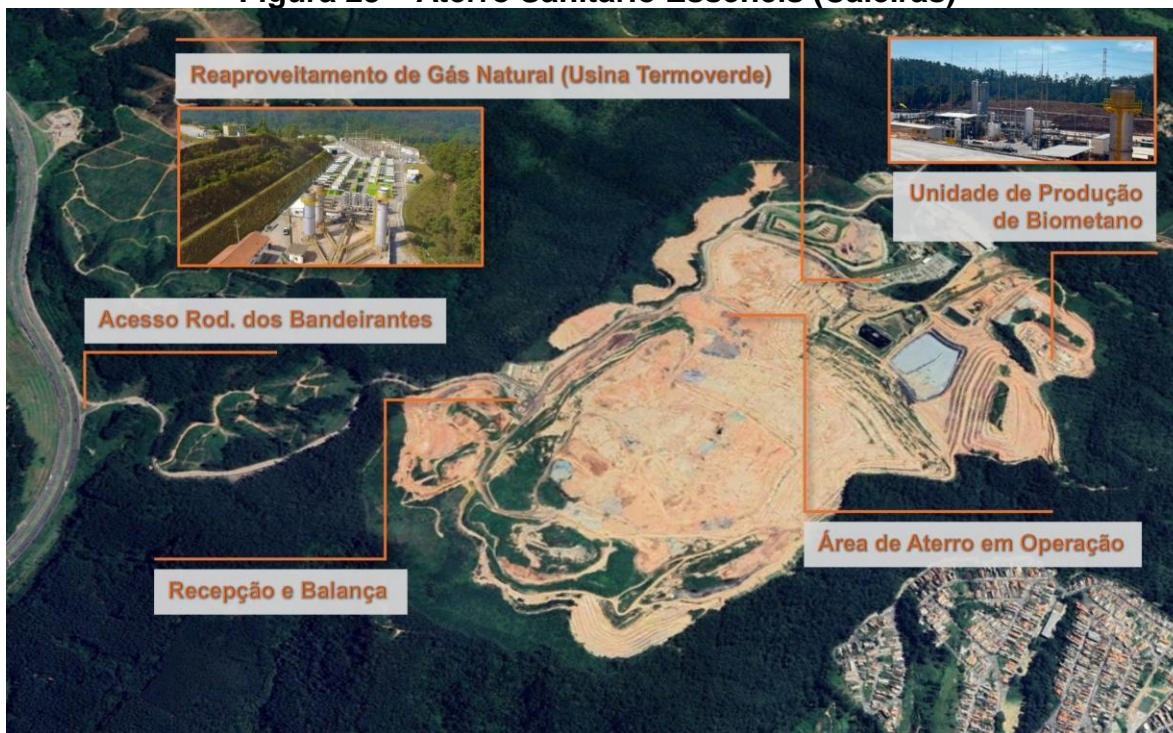 Reaproveitamento de Gás Natural (Usina Termoverde)
Unidade de Produção
de Biometano
Acesso Rod. dos Bandeirantes
Área de Aterro em Operação
Recepção e Balança